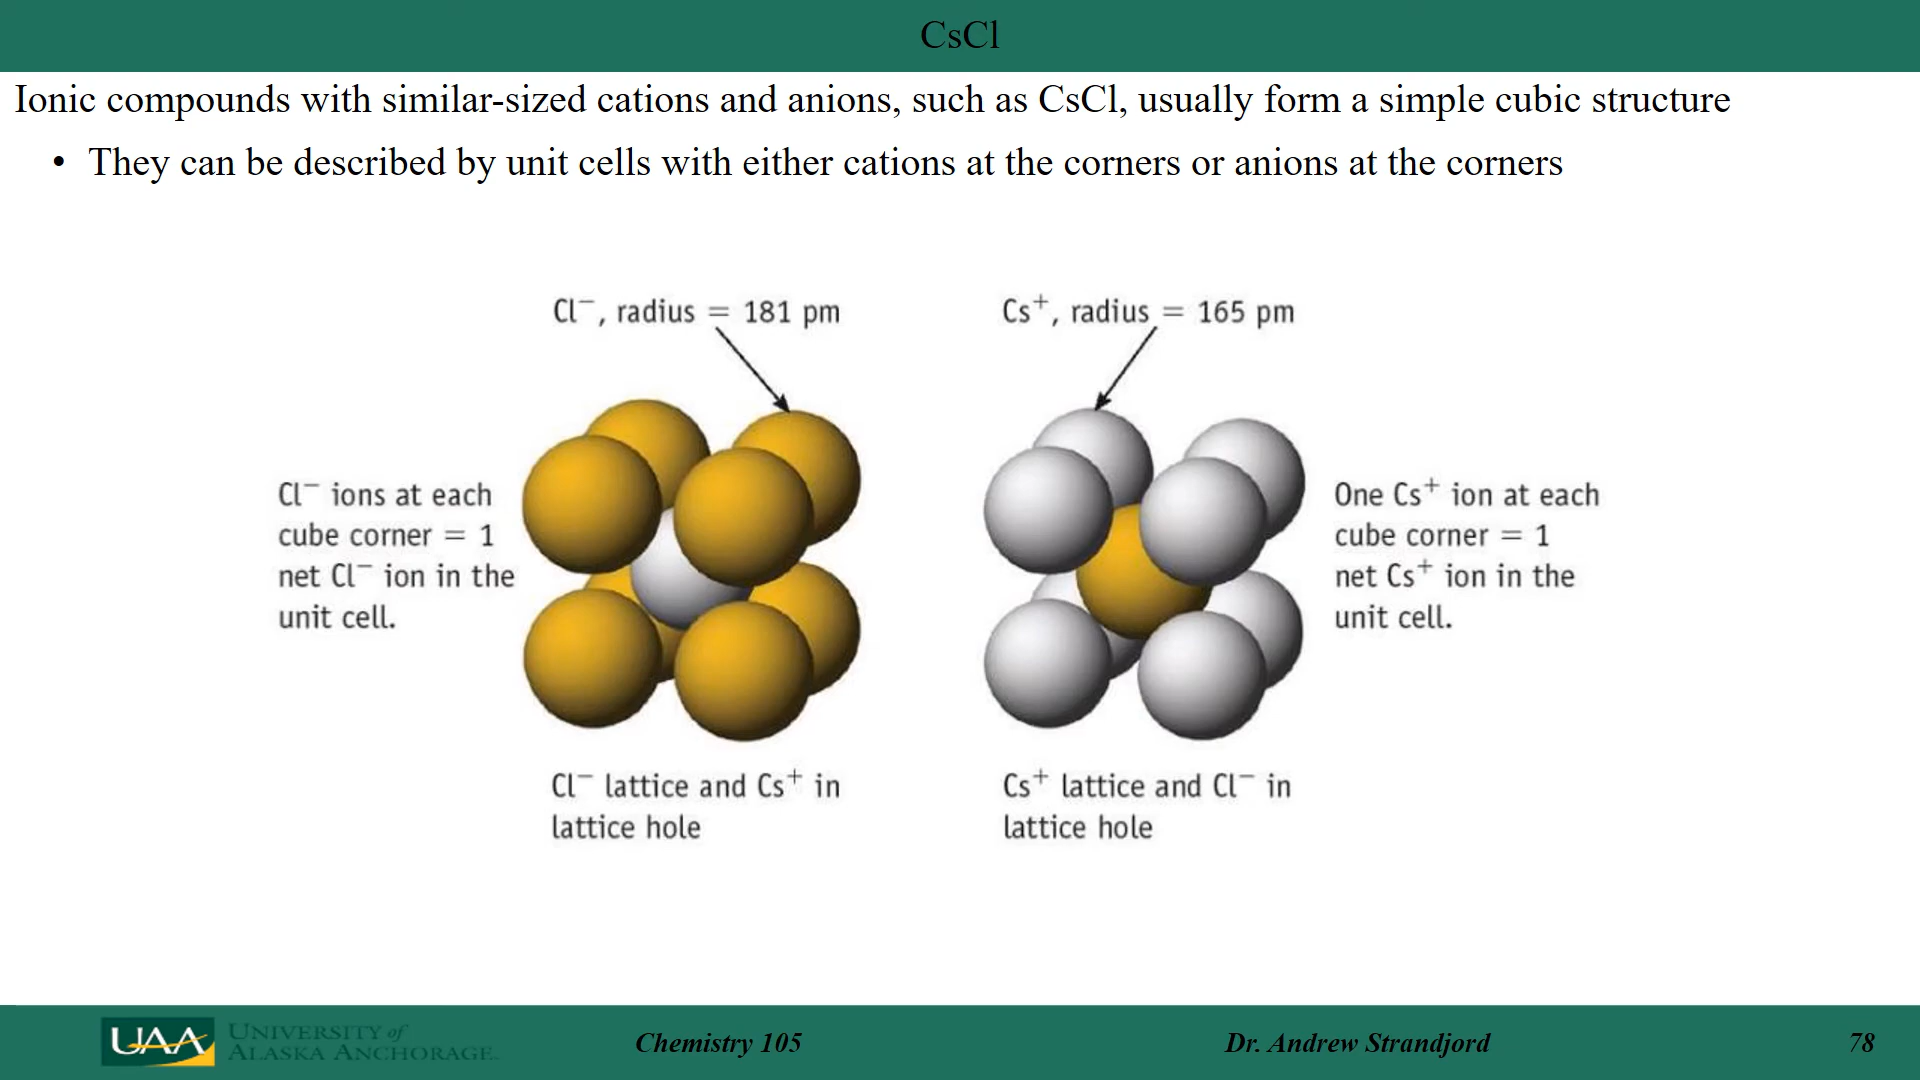 CsCl
Ionic compounds with similar-sized cations and anions, such as CsCl, usually form a simple cubic structure
• They can be described by unit cells with either cations at the corners or anions at the corners
Cl⁻, radius = 181 pm
Cs⁺, radius = 165 pm
Cl⁻ ions at each
cube corner = 1
net Cl⁻ ion in the
unit cell.
One Cs⁺ ion at each
cube corner = 1
net Cs⁺ ion in the
unit cell.
Cl⁻ lattice and Cs⁺ in
lattice hole
Cs⁺ lattice and Cl⁻ in
lattice hole
UAA
UNIVERSITY of
ALASKA ANCHORAGE.
Chemistry 105
Dr. Andrew Strandjord
78